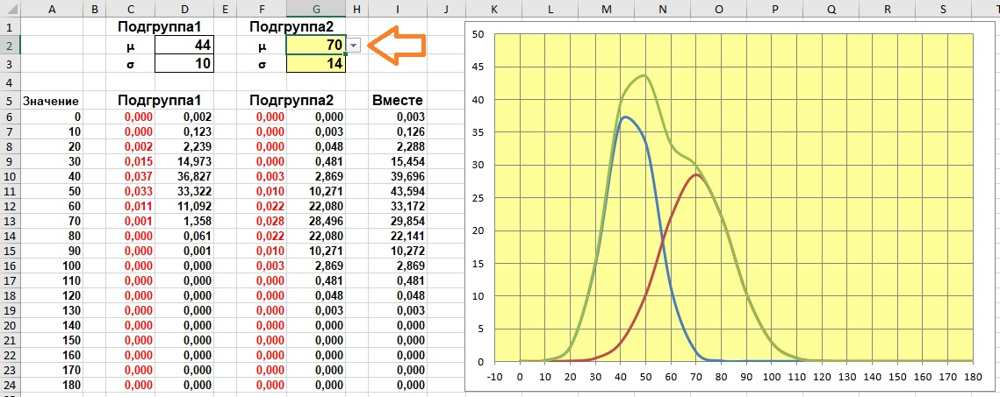 A B C D E F G H I J K L M N O P Q R S T
1 Подгруппа1 Подгруппа2
2 μ 44 μ 70
3 σ 10 σ 14
4
5 Значение Подгруппа1 Подгруппа2 Вместе
6 0 0,000 0,002 0,000 0,000 0,003
7 10 0,000 0,123 0,000 0,003 0,126
8 20 0,002 2,239 0,000 0,048 2,288
9 30 0,015 14,973 0,000 0,481 15,454
10 40 0,037 36,827 0,003 2,869 39,696
11 50 0,033 33,322 0,010 10,271 43,594
12 60 0,011 11,092 0,022 22,080 33,172
13 70 0,001 1,358 0,028 28,496 29,854
14 80 0,000 0,061 0,022 22,080 22,141
15 90 0,000 0,001 0,010 10,271 10,272
16 100 0,000 0,000 0,003 2,869 2,869
17 110 0,000 0,000 0,000 0,481 0,481
18 120 0,000 0,000 0,000 0,048 0,048
19 130 0,000 0,000 0,000 0,003 0,003
20 140 0,000 0,000 0,000 0,000 0,000
21 150 0,000 0,000 0,000 0,000 0,000
22 160 0,000 0,000 0,000 0,000 0,000
23 170 0,000 0,000 0,000 0,000 0,000
24 180 0,000 0,000 0,000 0,000 0,000
50
45
40
35
30
25
20
15
10
5
0
-10 0 10 20 30 40 50 60 70 80 90 100 110 120 130 140 150 160 170 180